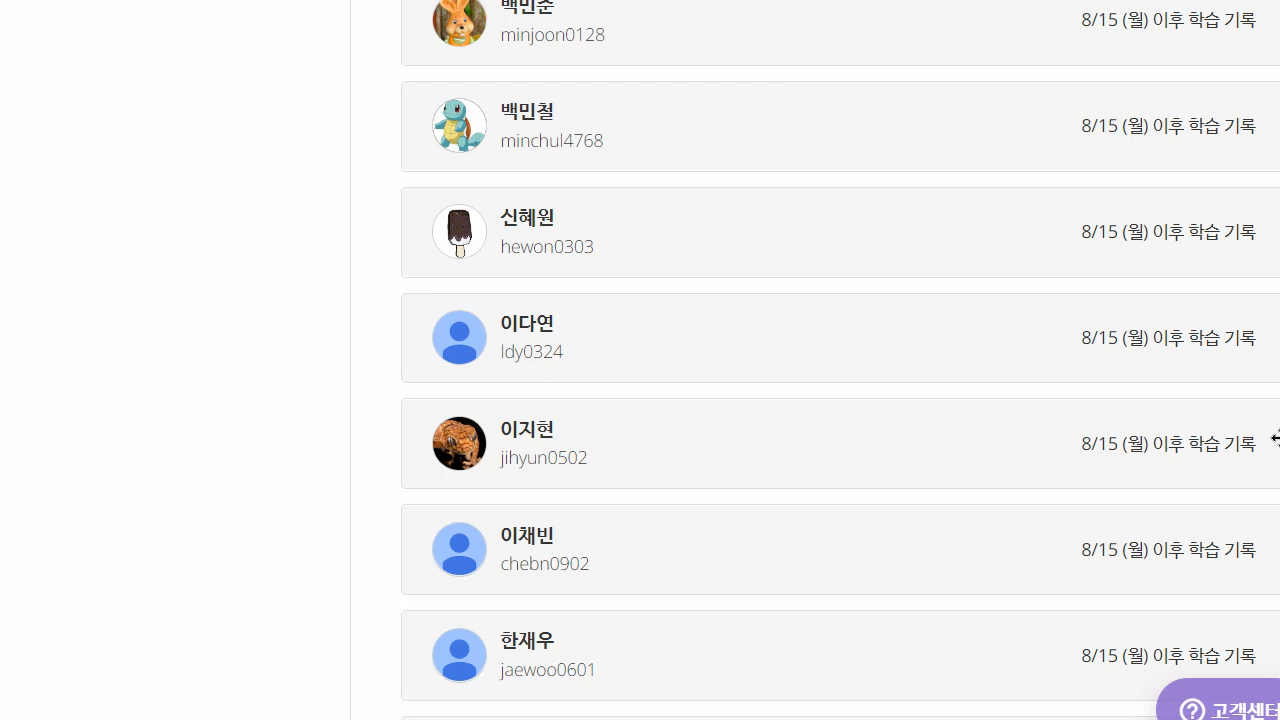 백민준
minjoon0128
8/15 (월) 이후 학습 기록
백민철
minchul4768
8/15 (월) 이후 학습 기록
신혜원
hewon0303
8/15 (월) 이후 학습 기록
이다연
ldy0324
8/15 (월) 이후 학습 기록
이지현
jihyun0502
8/15 (월) 이후 학습 기록
이채빈
chebn0902
8/15 (월) 이후 학습 기록
한재우
jaewoo0601
8/15 (월) 이후 학습 기록
고객센터